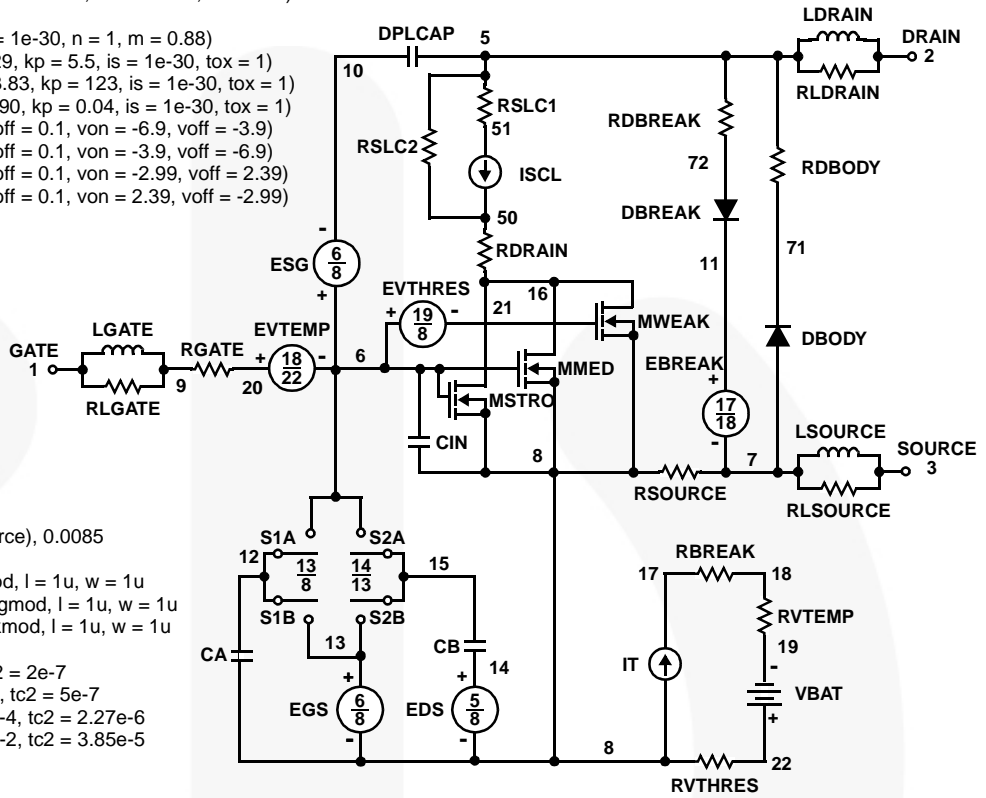 = 1e-30, n = 1, m = 0.88)
kp = 5.5, is = 1e-30, tox = 1)
3.83, kp = 123, is = 1e-30, tox = 1)
90, kp = 0.04, is = 1e-30, tox = 1)
off = 0.1, von = -6.9, voff = -3.9)
off = 0.1, von = -3.9, voff = -6.9)
off = 0.1, von = -2.99, voff = 2.39)
off = 0.1, von = 2.39, voff = -2.99)
LDRAIN
DPLCAP
5
DRAIN
2
10
RLDRAIN
RSLC1
51
RDBREAK
RSLC2
ISCL
72
RDBODY
50
DBREAK
RDRAIN
71
ESG
6
8
-
+
11
EVTHRES
+
19
8
-
16
21
MWEAK
LGATE
EVTEMP
GATE
1
RGATE
+
18
22
-
6
MMED
EBREAK
+
DBODY
9
20
RLGATE
MSTRO
17
18
-
LSOURCE
CIN
8
7
SOURCE
3
RSOURCE
RLSOURCE
rce), 0.0085
S1A
S2A
12
13
8
14
13
15
RBREAK
17
18
od, l = 1u, w = 1u
gmod, l = 1u, w = 1u
kmod, l = 1u, w = 1u
S1B
S2B
RVTEMP
13
CB
19
CA
14
IT
-
2 = 2e-7
, tc2 = 5e-7
-4, tc2 = 2.27e-6
-2, tc2 = 3.85e-5
+
EGS
6
8
-
+
EDS
5
8
-
VBAT
+
8
22
RVTHRES